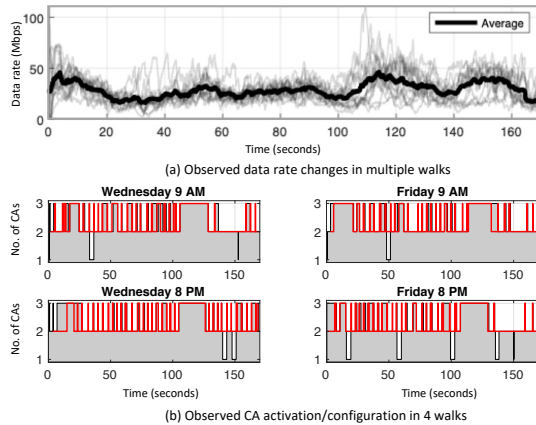 Average
Data rate (Mbps)
100
50
0
0 20 40 60 80 100 120 140 160
Time (seconds)
(a) Observed data rate changes in multiple walks
Wednesday 9 AM
Friday 9 AM
No. of CAs
3
2
1
0 50 100 150
3
2
1
0 50 100 150
Wednesday 8 PM
Friday 8 PM
No. of CAs
3
2
1
0 50 100 150
3
2
1
0 50 100 150
Time (seconds)
Time (seconds)
(b) Observed CA activation/configuration in 4 walks